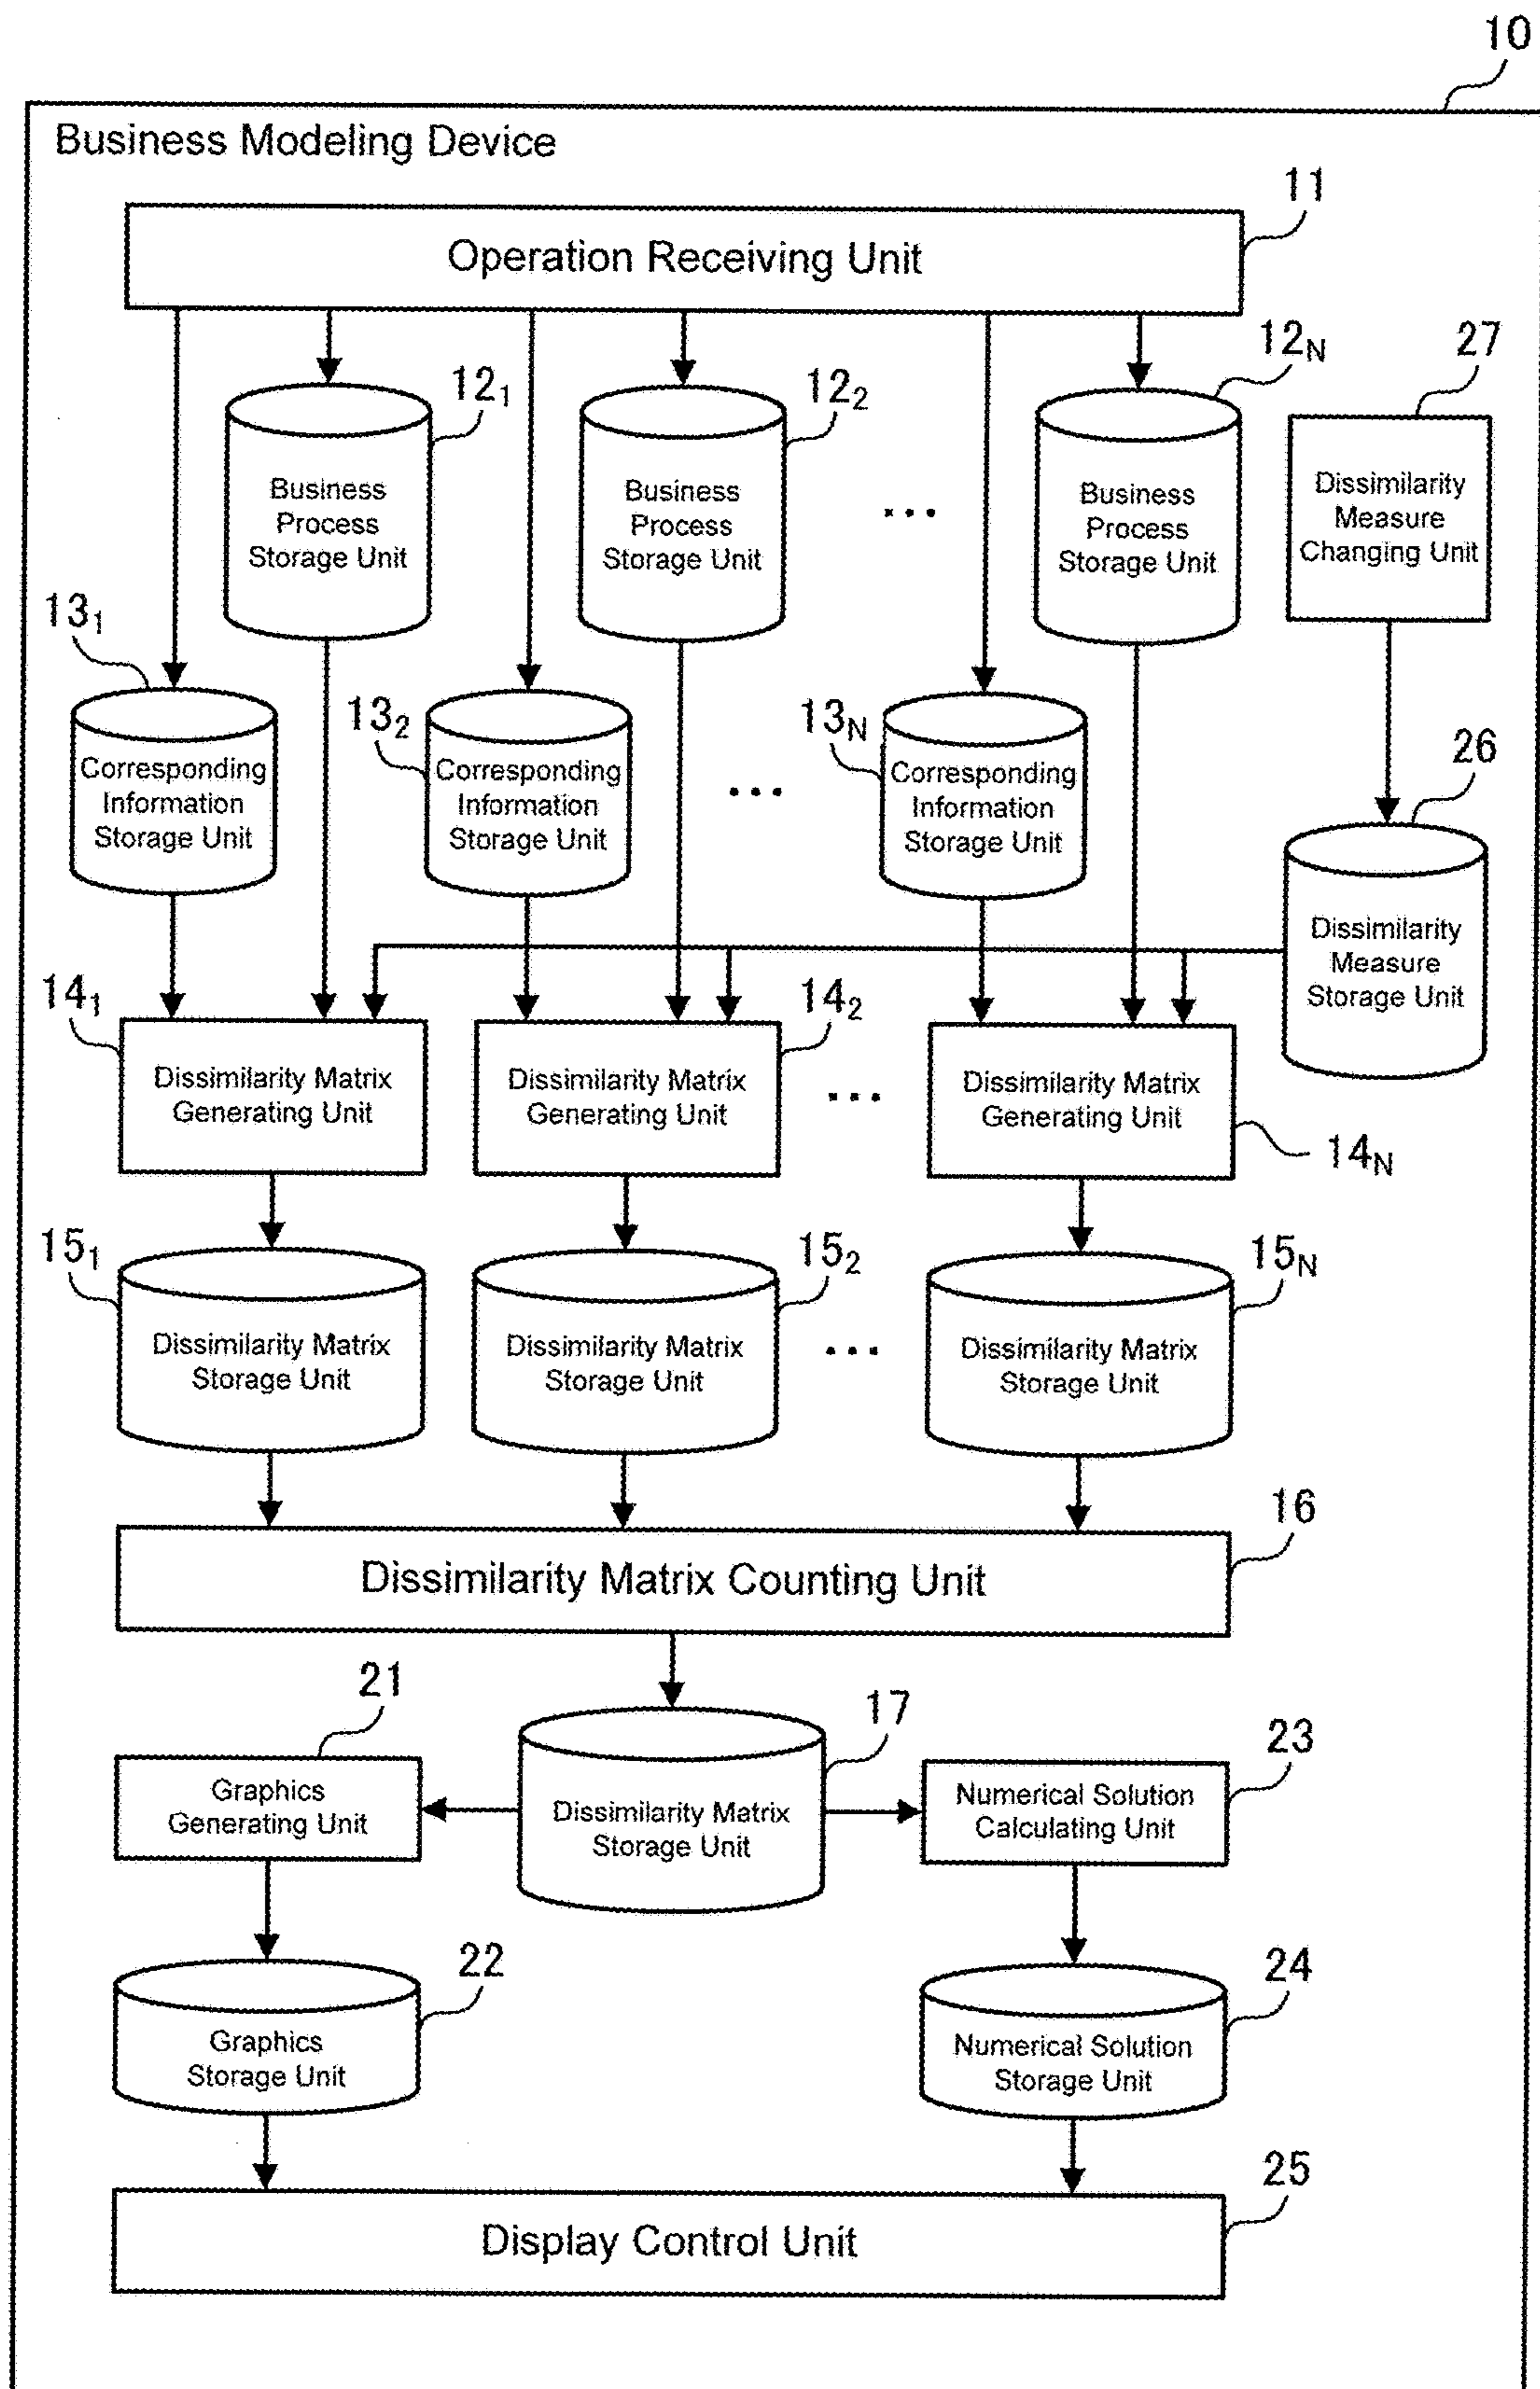 10
Business Modeling Device
11
Operation Receiving Unit
12₁
12₂
12N
27
Business
Process
Storage Unit
Business
Process
Storage Unit
...
Business
Process
Storage Unit
Dissimilarity
Measure
Changing Unit
13₁
13₂
13N
26
Corresponding
Information
Storage Unit
Corresponding
Information
Storage Unit
...
Corresponding
Information
Storage Unit
Dissimilarity
Measure
Storage Unit
14₁
14₂
14N
Dissimilarity Matrix
Generating Unit
Dissimilarity Matrix
Generating Unit
...
Dissimilarity Matrix
Generating Unit
15₁
15₂
15N
Dissimilarity Matrix
Storage Unit
Dissimilarity Matrix
Storage Unit
...
Dissimilarity Matrix
Storage Unit
16
Dissimilarity Matrix Counting Unit
21
17
23
Graphics
Generating Unit
Dissimilarity Matrix
Storage Unit
Numerical Solution
Calculating Unit
22
24
Graphics
Storage Unit
Numerical Solution
Storage Unit
25
Display Control Unit